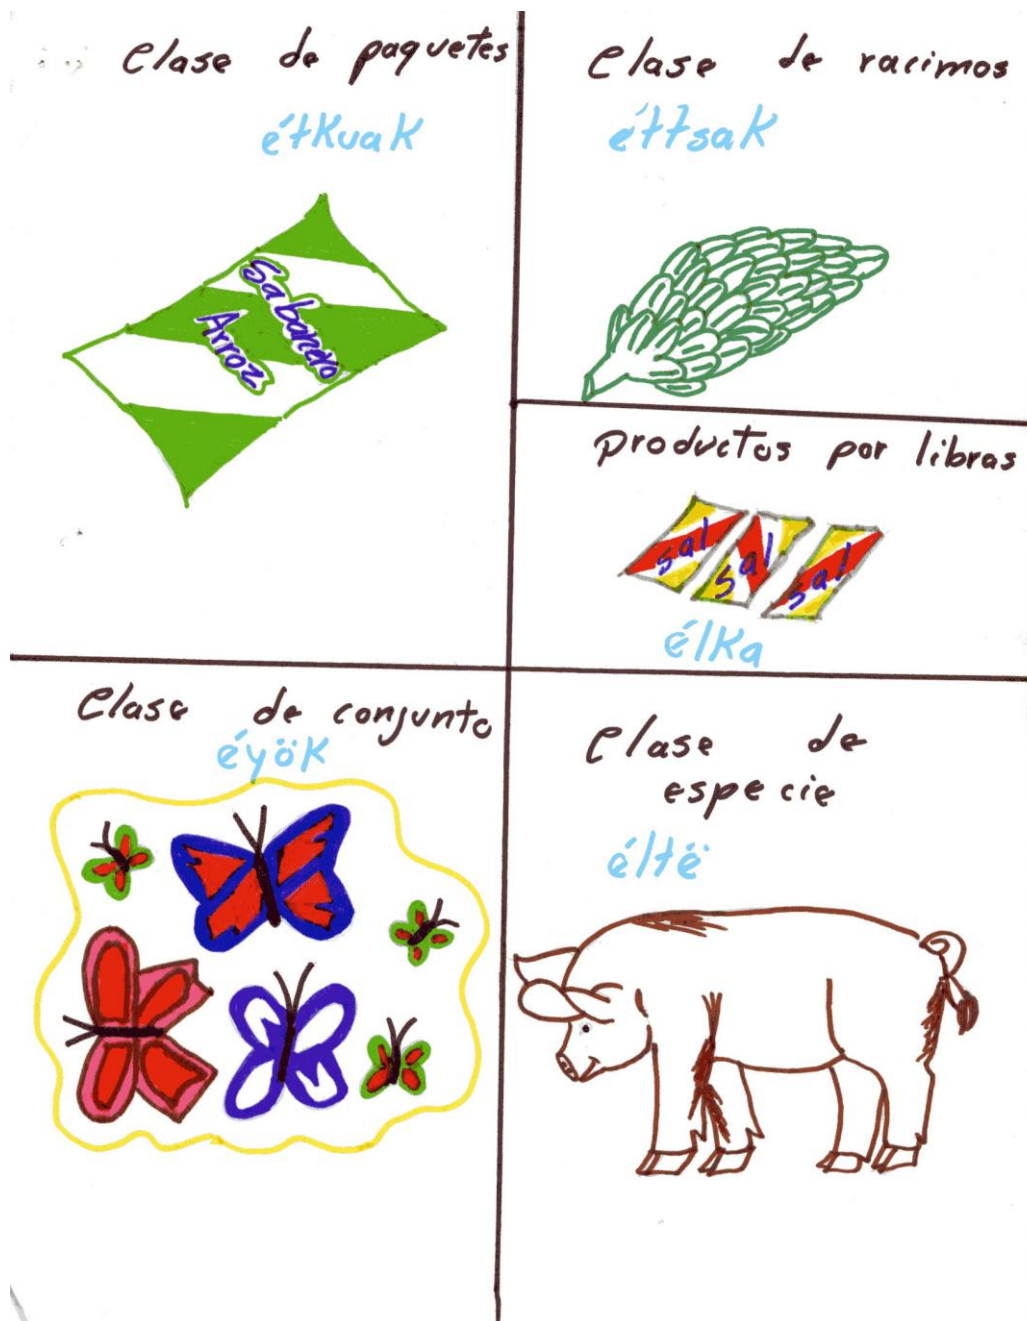 Clase de paquetes
étkuak
Sabanero
Arroz
Clase de racimos
éttsak
productos por libras
sal
sal
sal
élka
Clase de conjunto
éyök
Clase de
especie
éltë